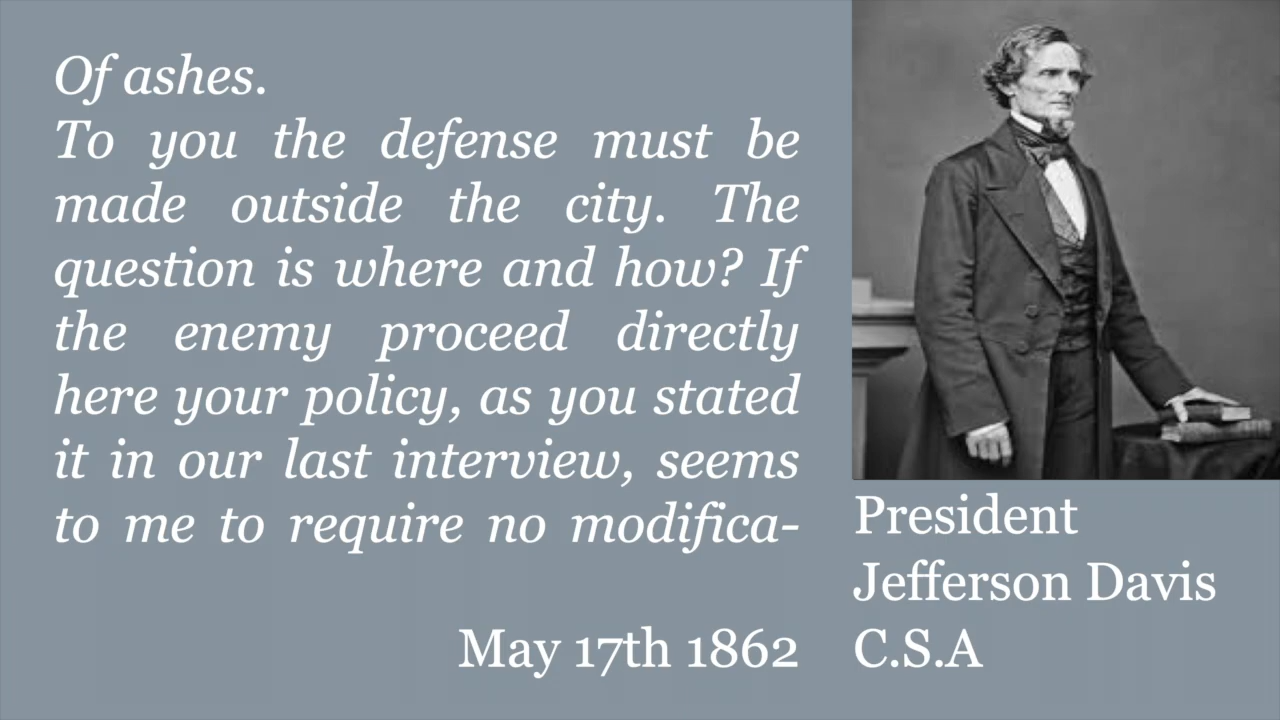 Of ashes.
To you the defense must be
made outside the city. The
question is where and how? If
the enemy proceed directly
here your policy, as you stated
it in our last interview, seems
to me to require no modifica-
May 17th 1862
President
Jefferson Davis
C.S.A